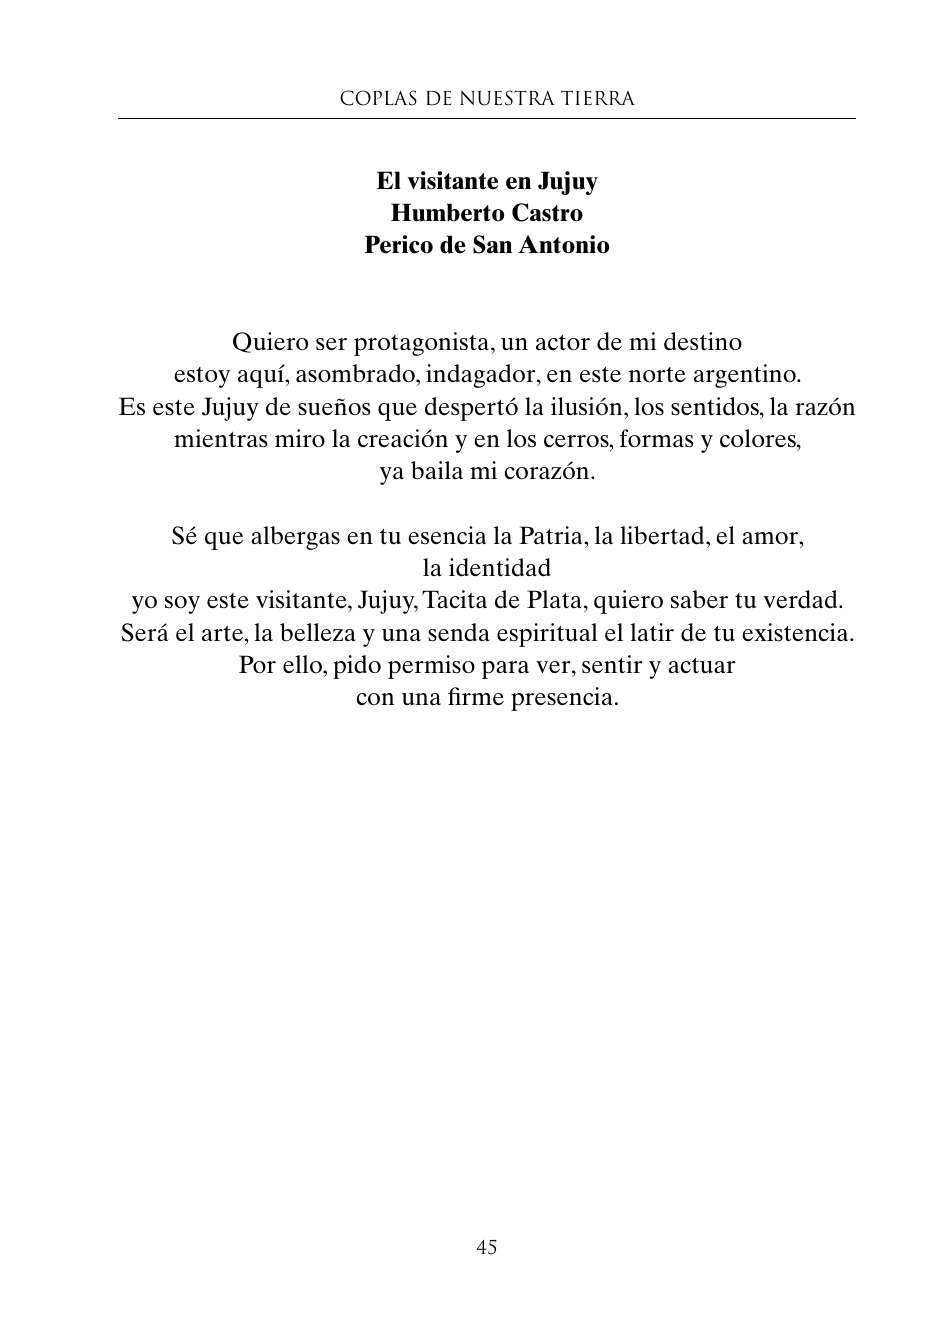 COPLAS DE NUESTRA TIERRA
El visitante en Jujuy
Humberto Castro
Perico de San Antonio
Quiero ser protagonista, un actor de mi destino
estoy aquí, asombrado, indagador, en este norte argentino.
Es este Jujuy de sueños que despertó la ilusión, los sentidos, la razón
mientras miro la creación y en los cerros, formas y colores,
ya baila mi corazón.
Sé que albergas en tu esencia la Patria, la libertad, el amor,
la identidad
yo soy este visitante, Jujuy, Tacita de Plata, quiero saber tu verdad.
Será el arte, la belleza y una senda espiritual el latir de tu existencia.
Por ello, pido permiso para ver, sentir y actuar
con una firme presencia.
45